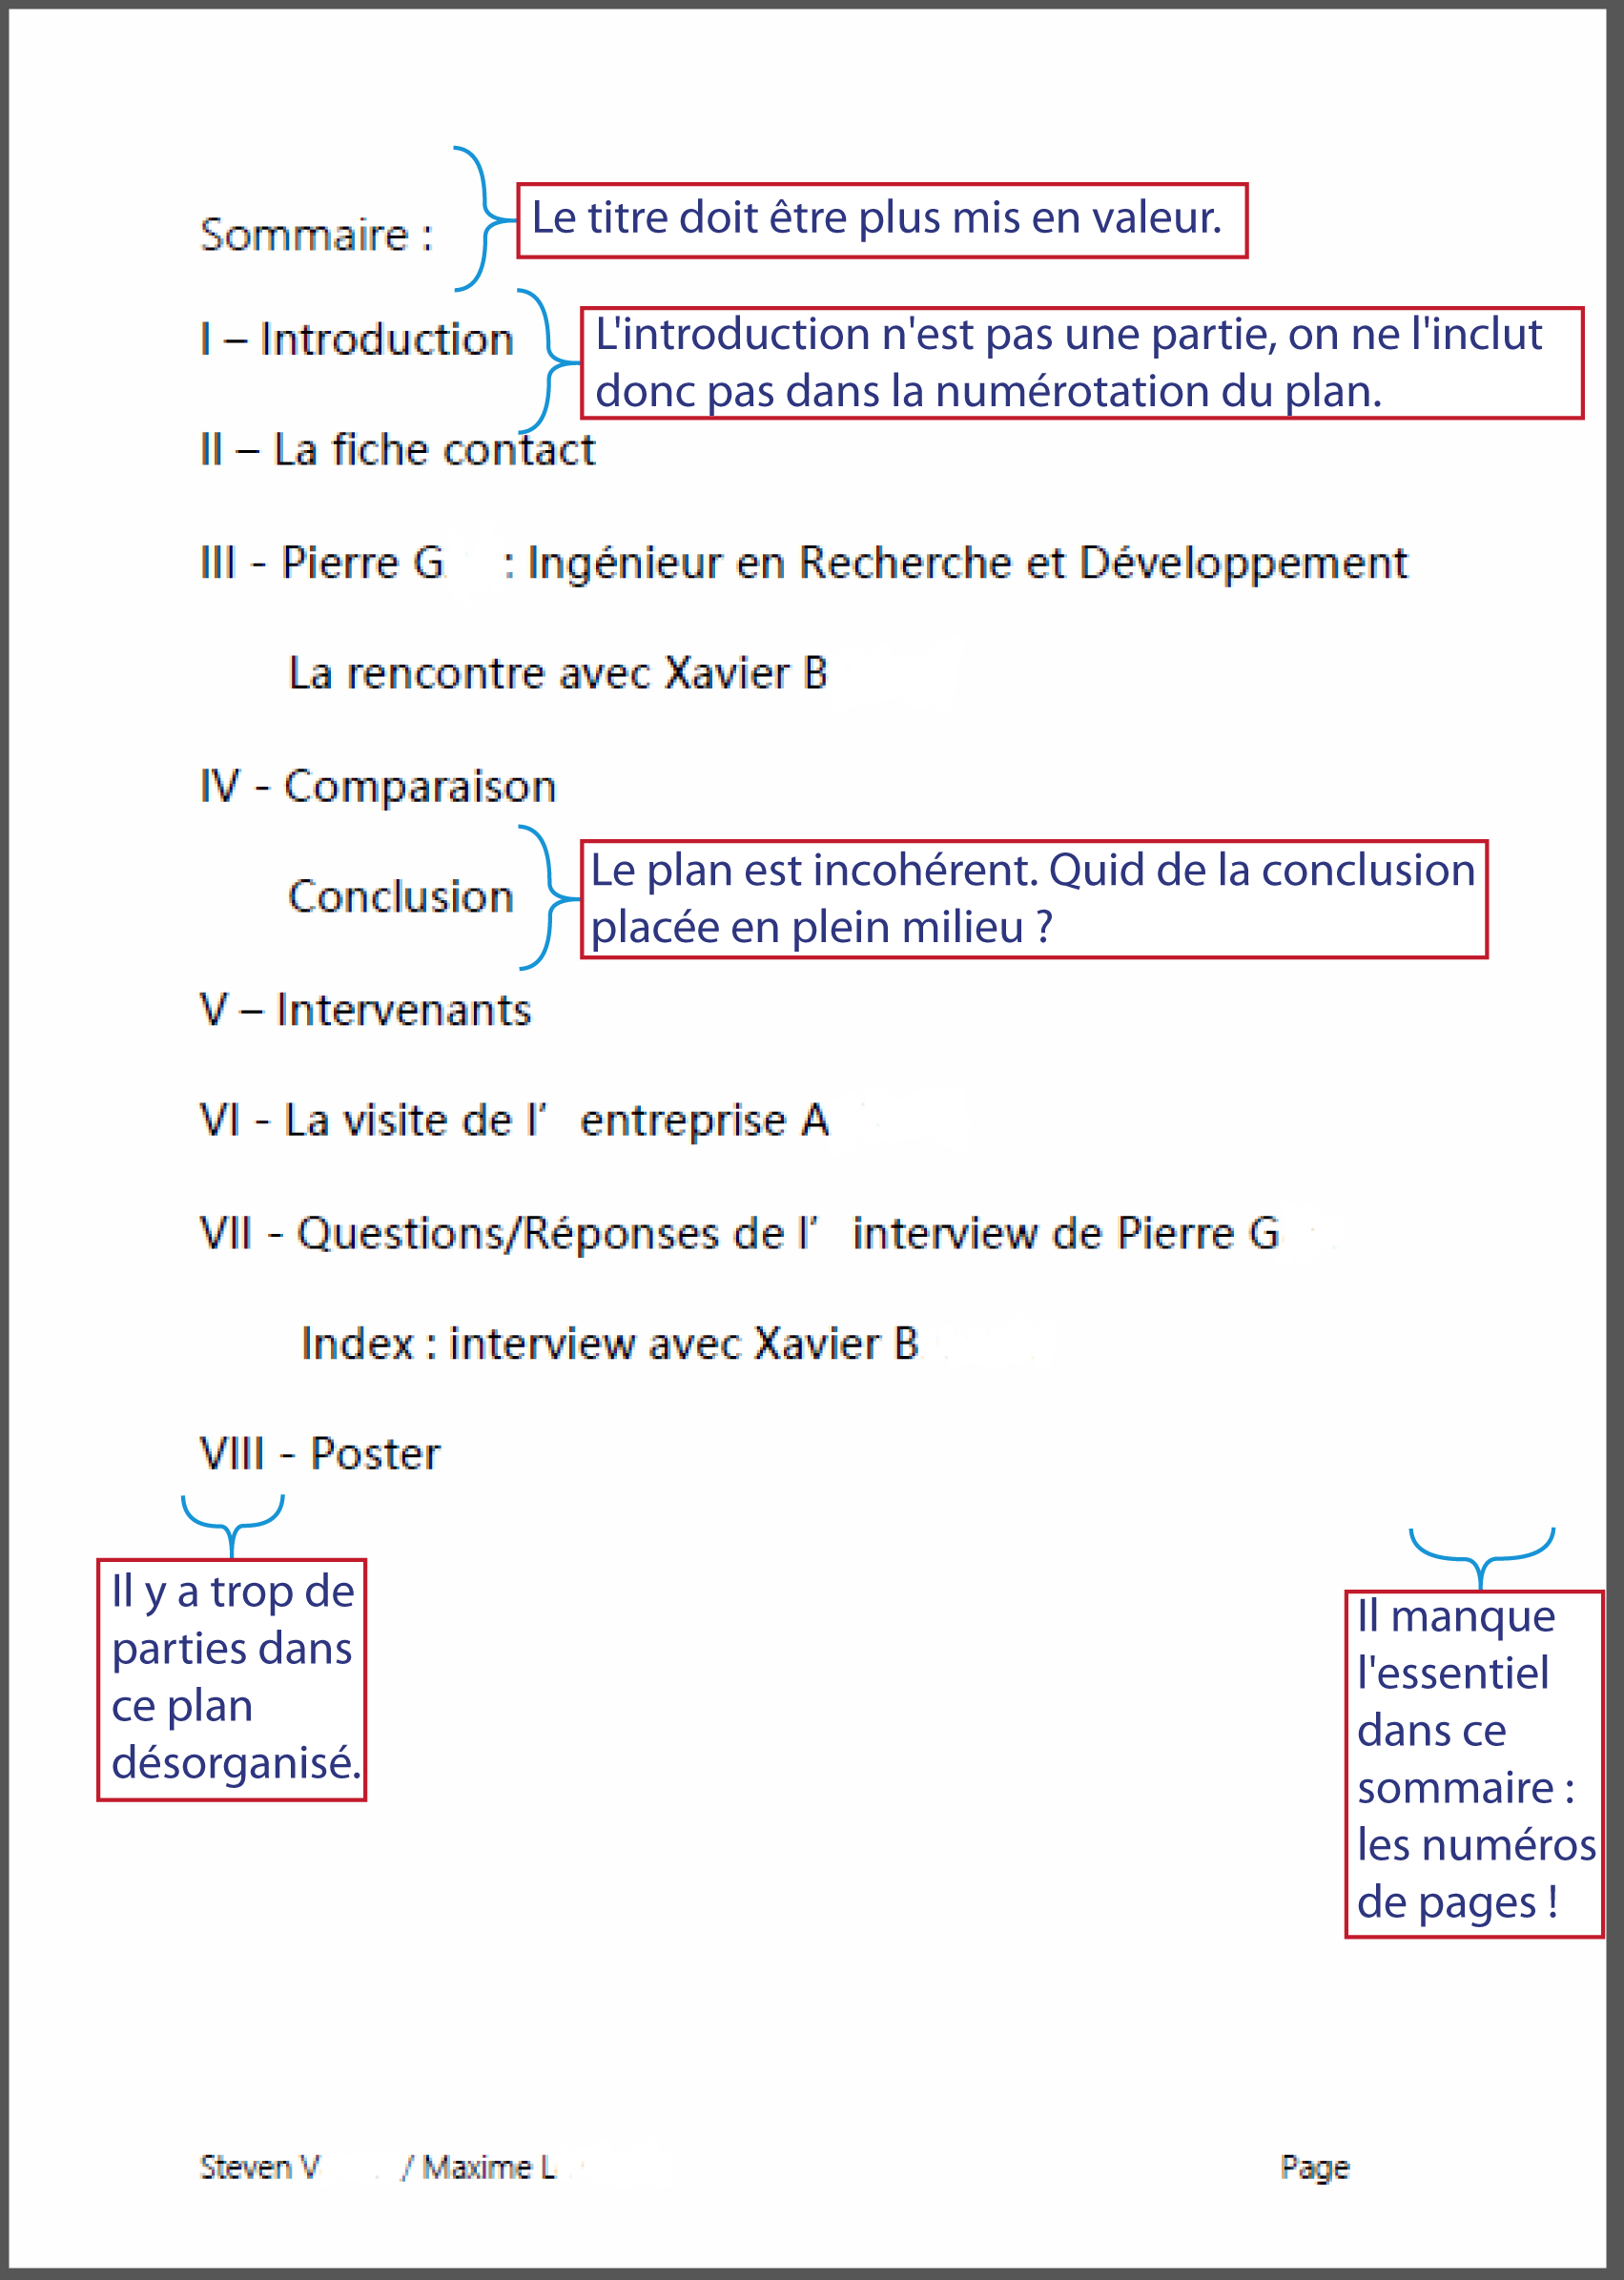 Sommaire :
Le titre doit être plus mis en valeur.
I – Introduction
L'introduction n'est pas une partie, on ne l'inclut
donc pas dans la numérotation du plan.
II – La fiche contact
III - Pierre G : Ingénieur en Recherche et Développement
La rencontre avec Xavier B
IV - Comparaison
Conclusion
Le plan est incohérent. Quid de la conclusion
placée en plein milieu ?
V – Intervenants
VI - La visite de l’ entreprise A
VII - Questions/Réponses de l’ interview de Pierre G
Index : interview avec Xavier B
VIII - Poster
Il y a trop de
parties dans
ce plan
désorganisé.
Il manque
l'essentiel
dans ce
sommaire :
les numéros
de pages !
Steven V / Maxime L
Page